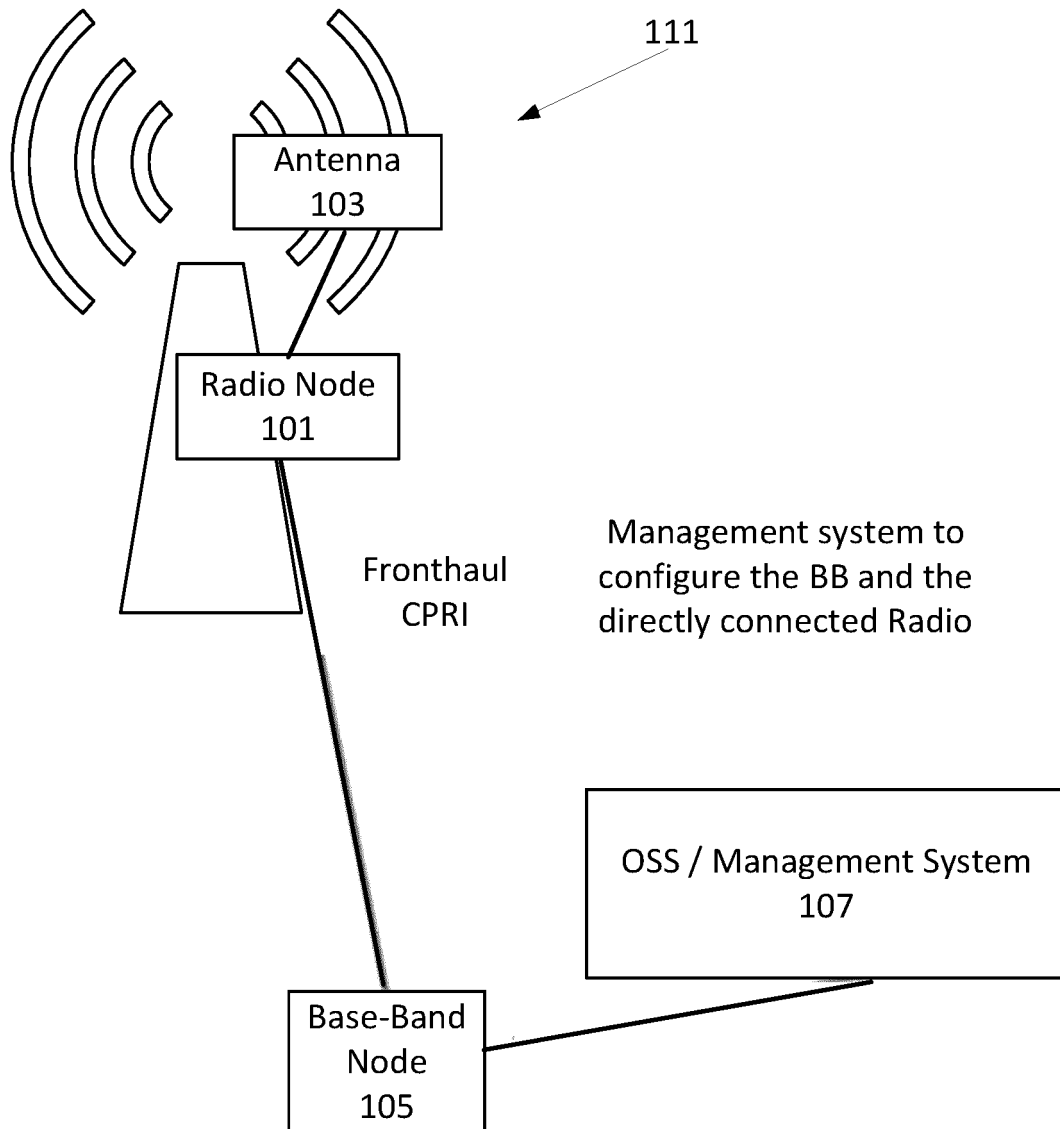 111
Antenna
103
Radio Node
101
Fronthaul
CPRI
Management system to
configure the BB and the
directly connected Radio
OSS / Management System
107
Base-Band
Node
105